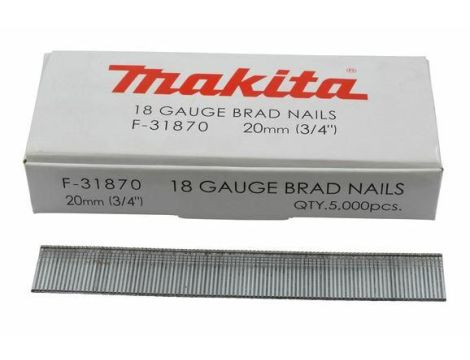 makita®
18 GAUGE BRAD NAILS
F-31870 20mm (3/4")
F-31870 18 GAUGE BRAD NAILS
20mm (3/4") QTY.5,000pcs.